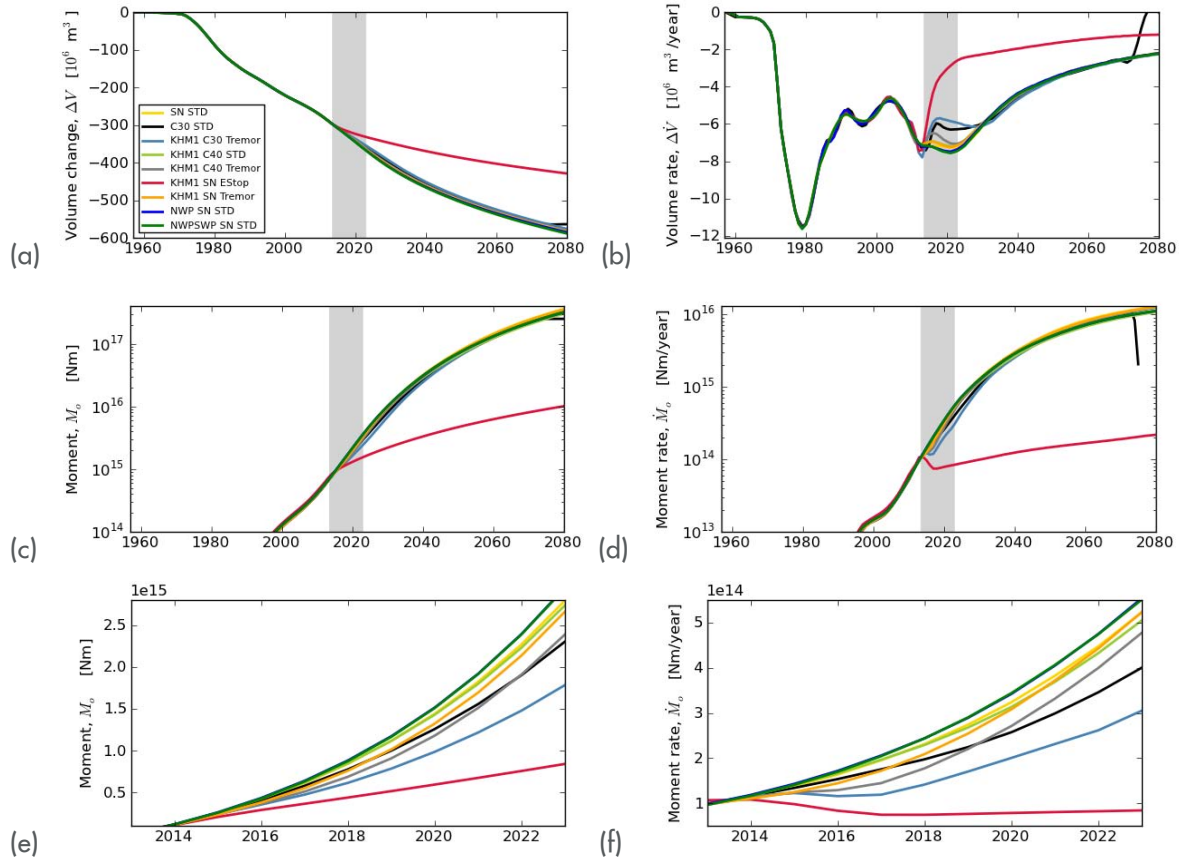 0
−100
−200
−300
−400
−500
−600
Volume change, ΔV [10⁶ m³]
SN STD
C30 STD
KHM1 C30 Tremor
KHM1 C40 STD
KHM1 C40 Tremor
KHM1 SN EStop
KHM1 SN Tremor
NWP SN STD
NWPSWP SN STD
1960 1980 2000 2020 2040 2060 2080
(a)
0
−2
−4
−6
−8
−10
−12
Volume rate, ΔV̇ [10⁶ m³/year]
1960 1980 2000 2020 2040 2060 2080
(b)
10¹⁷
10¹⁶
10¹⁵
10¹⁴
Moment, Mₒ [Nm]
1960 1980 2000 2020 2040 2060 2080
(c)
10¹⁶
10¹⁵
10¹⁴
10¹³
Moment rate, Ṁₒ [Nm/year]
1960 1980 2000 2020 2040 2060 2080
(d)
1e15
2.5
2.0
1.5
1.0
0.5
Moment, Mₒ [Nm]
2014 2016 2018 2020 2022
(e)
1e14
5
4
3
2
1
Moment rate, Ṁₒ [Nm/year]
2014 2016 2018 2020 2022
(f)